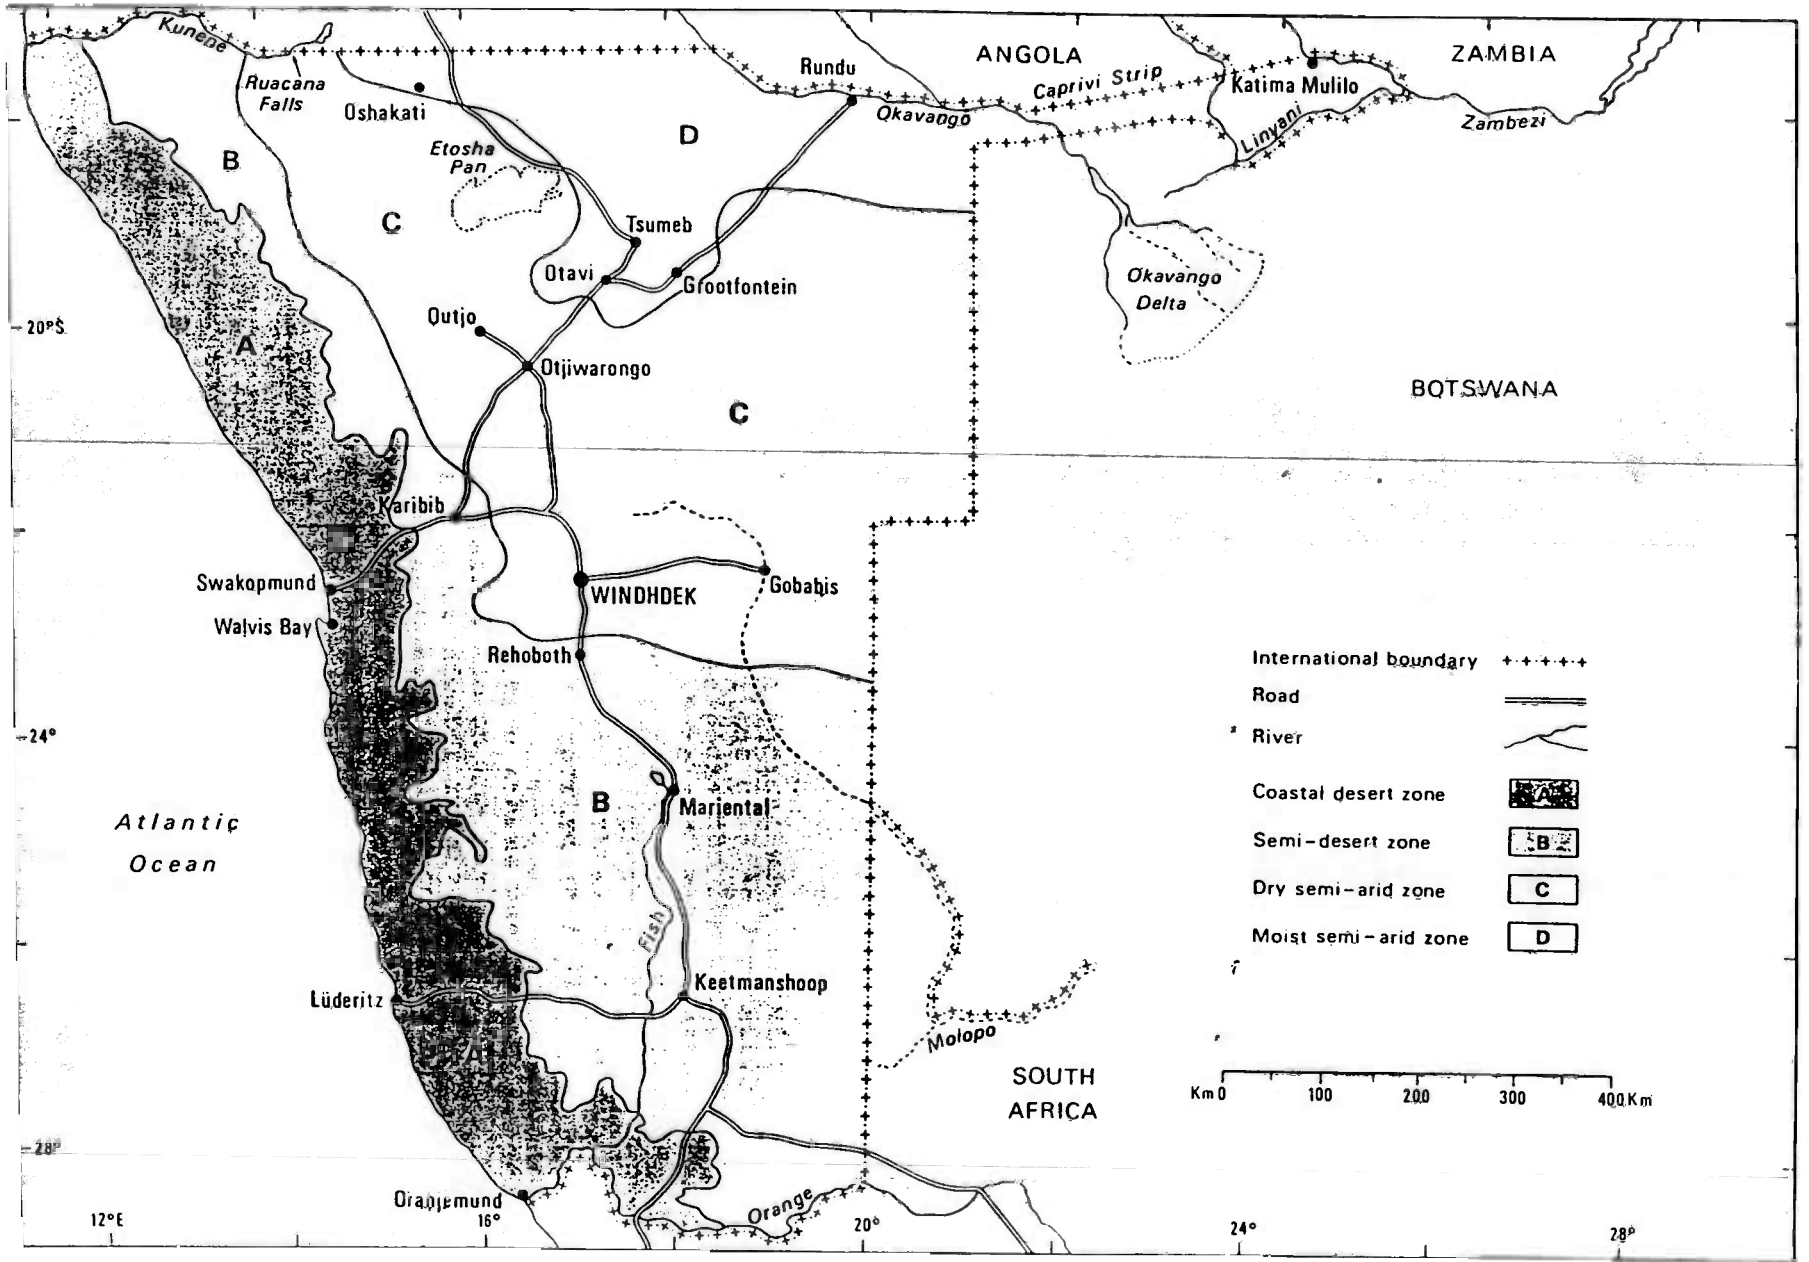 Kunene
Ruacana
Falls
Oshakati
Etosha
Pan
B
C
D
Rundu
ANGOLA
Caprivi Strip
Okavango
Katima Mulilo
ZAMBIA
Linyani
Zambezi
Tsumeb
Otavi
Grootfontein
Okavango
Delta
20°S
A
Outjo
Otjiwarongo
C
BOTSWANA
Karibib
Swakopmund
Walvis Bay
WINDHDEK
Gobabis
Rehoboth
24°
Atlantic
Ocean
B
Mariental
Fish
Lüderitz
Keetmanshoop
A
Molopo
SOUTH
AFRICA
28°
Oranjemund
Orange
12°E
16°
20°
24°
28°
International boundary
Road
River
Coastal desert zone A
Semi-desert zone B
Dry semi-arid zone C
Moist semi-arid zone D
Km 0 100 200 300 400 Km